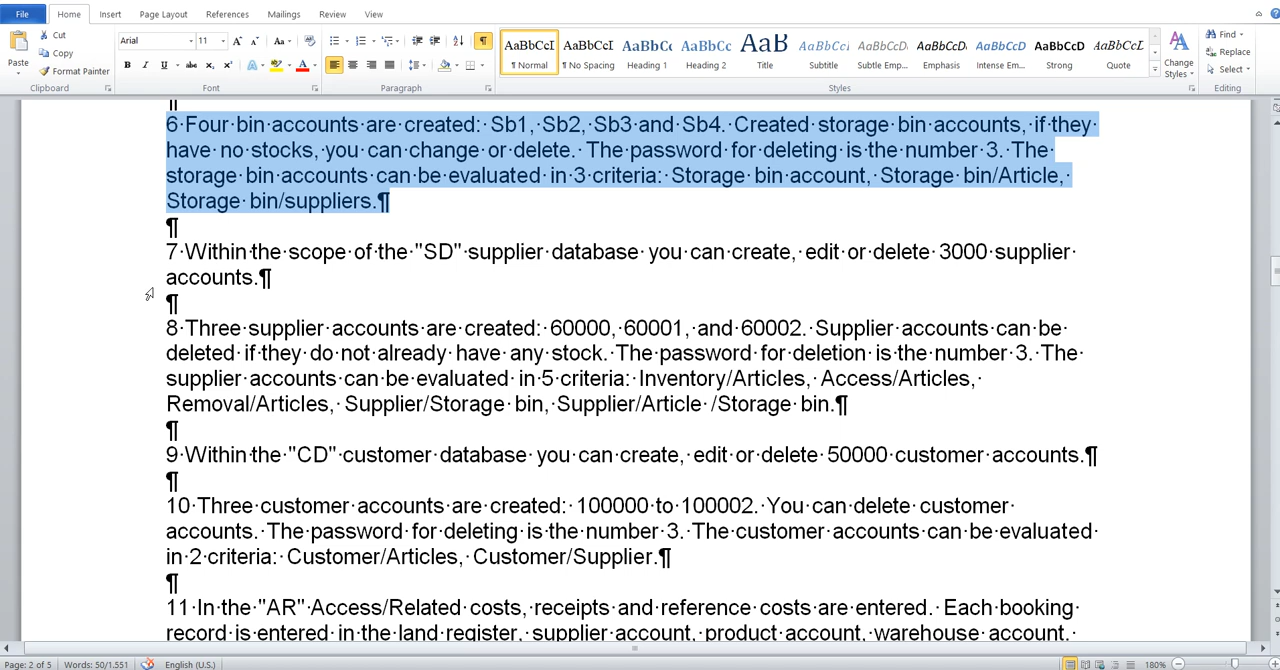 File Home Insert Page Layout References Mailings Review View
Cut
Copy
Format Painter
Paste
Clipboard
Arial 11
Font
Paragraph
AaBbCcI AaBbCcI AaBbCc AaBbCc AaB AaBbCcI AaBbCcD AaBbCcD AaBbCcD AaBbCcD AaBbCcL
¶ Normal ¶ No Spacing Heading 1 Heading 2 Title Subtitle Subtle Emp... Emphasis Intense Em... Strong Quote
Styles
Change Styles
Find
Replace
Select
Editing
6 Four bin accounts are created: Sb1, Sb2, Sb3 and Sb4. Created storage bin accounts, if they
have no stocks, you can change or delete. The password for deleting is the number 3. The
storage bin accounts can be evaluated in 3 criteria: Storage bin account, Storage bin/Article,
Storage bin/suppliers.¶
¶
7 Within the scope of the "SD" supplier database you can create, edit or delete 3000 supplier
accounts.¶
¶
8 Three supplier accounts are created: 60000, 60001, and 60002. Supplier accounts can be
deleted if they do not already have any stock. The password for deletion is the number 3. The
supplier accounts can be evaluated in 5 criteria: Inventory/Articles, Access/Articles,
Removal/Articles, Supplier/Storage bin, Supplier/Article /Storage bin.¶
¶
9 Within the "CD" customer database you can create, edit or delete 50000 customer accounts.¶
¶
10 Three customer accounts are created: 100000 to 100002. You can delete customer
accounts. The password for deleting is the number 3. The customer accounts can be evaluated
in 2 criteria: Customer/Articles, Customer/Supplier.¶
¶
11 In the "AR" Access/Related costs, receipts and reference costs are entered. Each booking
record is entered in the land register, supplier account, product account, warehouse account.
Page: 2 of 5 Words: 50/1.551 English (U.S.) 180%